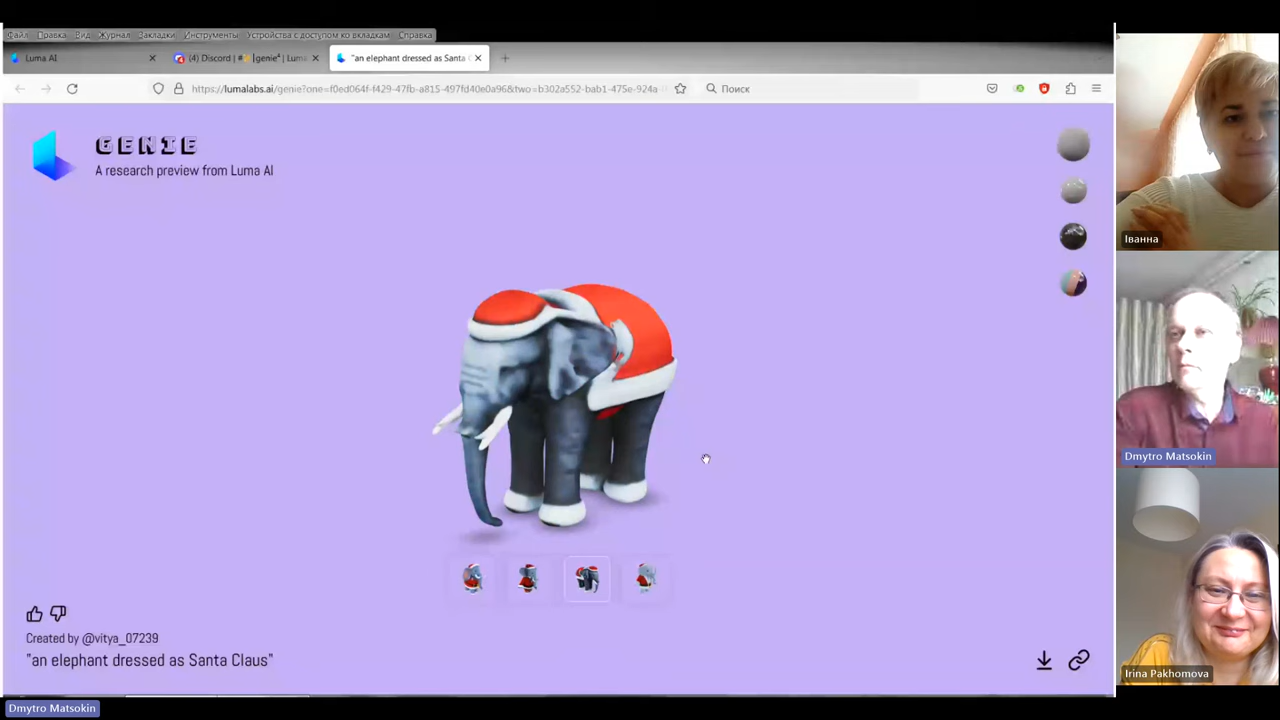 Файл Правка Вид Журнал Закладки Инструменты Устройства с доступом ко вкладкам Справка
Luma AI
(4) Discord | # |genie⁴ | Lum
"an elephant dressed as Santa C
https://lumalabs.ai/genie?one=f0ed064f-f429-47fb-a815-497fd40e0a96&two=b302a552-bab1-475e-924a-
Поиск
GENIE
A research preview from Luma AI
Іванна
Dmytro Matsokin
Irina Pakhomova
Created by @vitya_07239
"an elephant dressed as Santa Claus"
Dmytro Matsokin